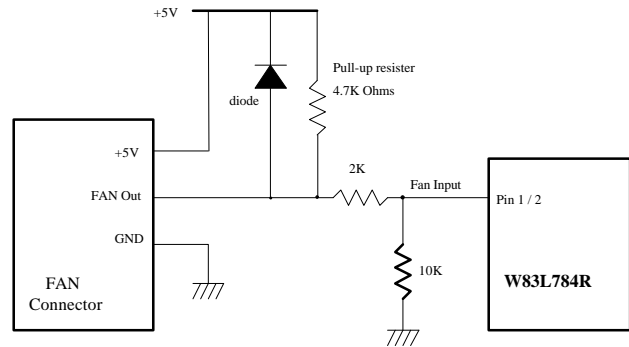 +5V
Pull-up resister
4.7K Ohms
diode
+5V
2K
Fan Input
FAN Out
Pin 1 / 2
GND
10K
W83L784R
FAN
Connector